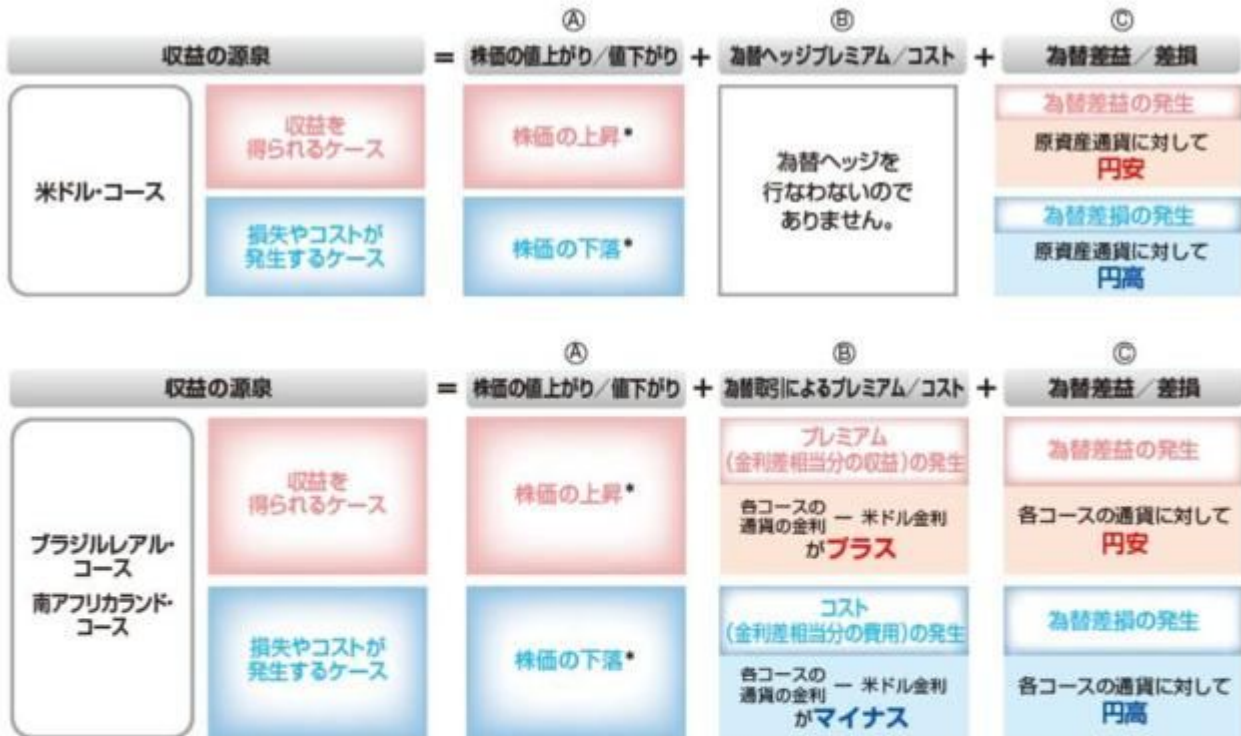 Ⓐ Ⓑ Ⓒ
収益の源泉 = 株価の値上がり/値下がり + 為替ヘッジプレミアム/コスト + 為替差益/差損
米ドル・コース
収益を
得られるケース
株価の上昇*
為替ヘッジを
行なわないので
ありません。
為替差益の発生
原資産通貨に対して
円安
損失やコストが
発生するケース
株価の下落*
為替差損の発生
原資産通貨に対して
円高
Ⓐ Ⓑ Ⓒ
収益の源泉 = 株価の値上がり/値下がり + 為替取引によるプレミアム/コスト + 為替差益/差損
ブラジルレアル・
コース
南アフリカランド・
コース
収益を
得られるケース
株価の上昇*
プレミアム
(金利差相当分の収益)の発生
各コースの
通貨の金利 ー 米ドル金利
がプラス
為替差益の発生
各コースの通貨に対して
円安
損失やコストが
発生するケース
株価の下落*
コスト
(金利差相当分の費用)の発生
各コースの
通貨の金利 ー 米ドル金利
がマイナス
為替差損の発生
各コースの通貨に対して
円高